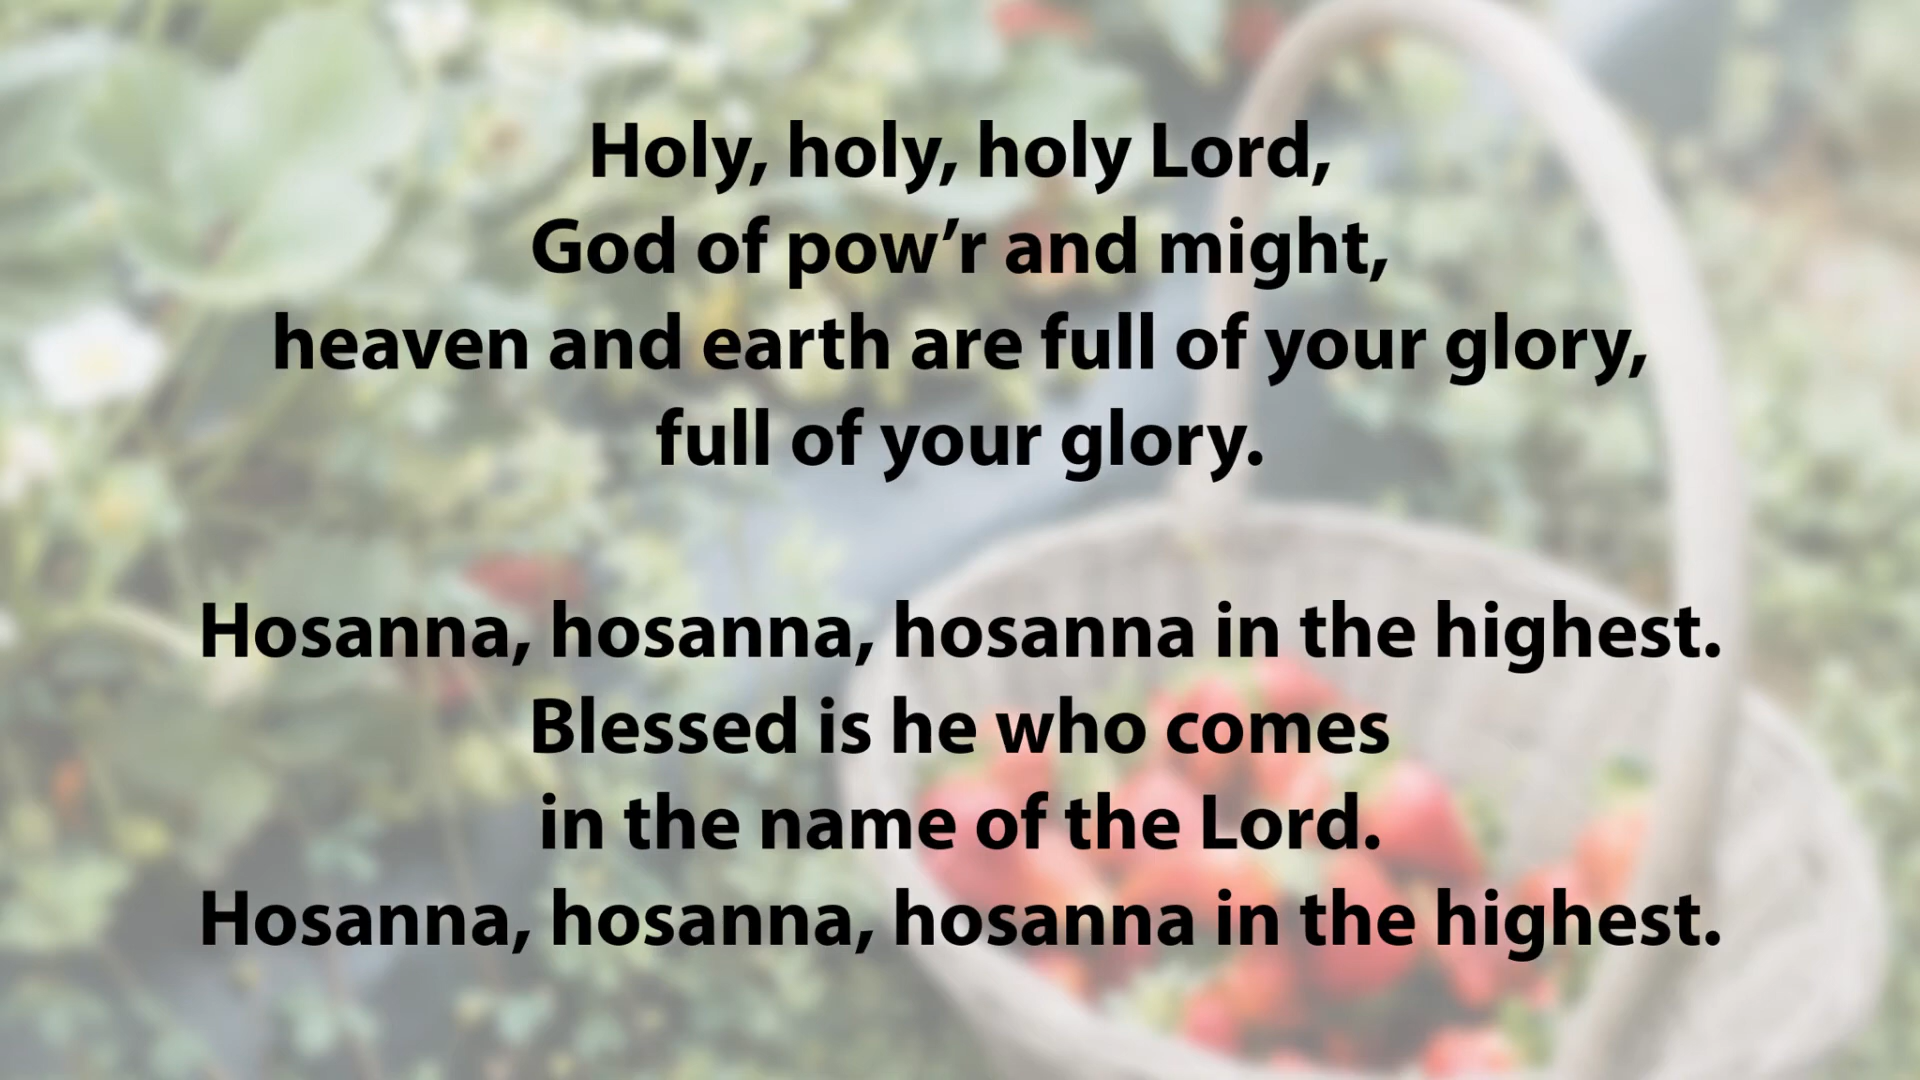 Holy, holy, holy Lord,
God of pow’r and might,
heaven and earth are full of your glory,
full of your glory.
Hosanna, hosanna, hosanna in the highest.
Blessed is he who comes
in the name of the Lord.
Hosanna, hosanna, hosanna in the highest.